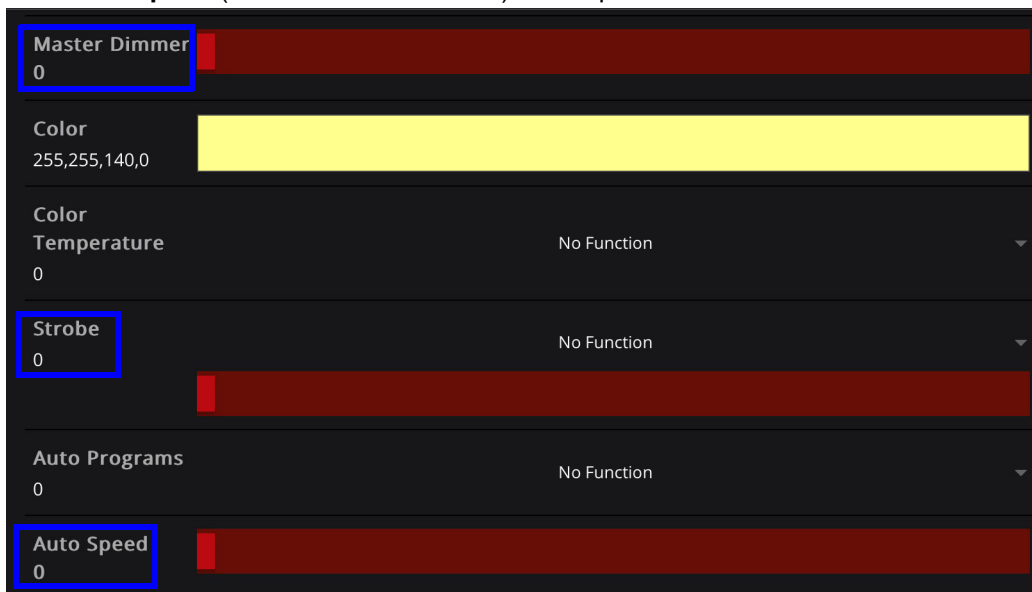 Master Dimmer
0
Color
255,255,140,0
Color
Temperature
0
No Function
Strobe
0
No Function
Auto Programs
0
No Function
Auto Speed
0